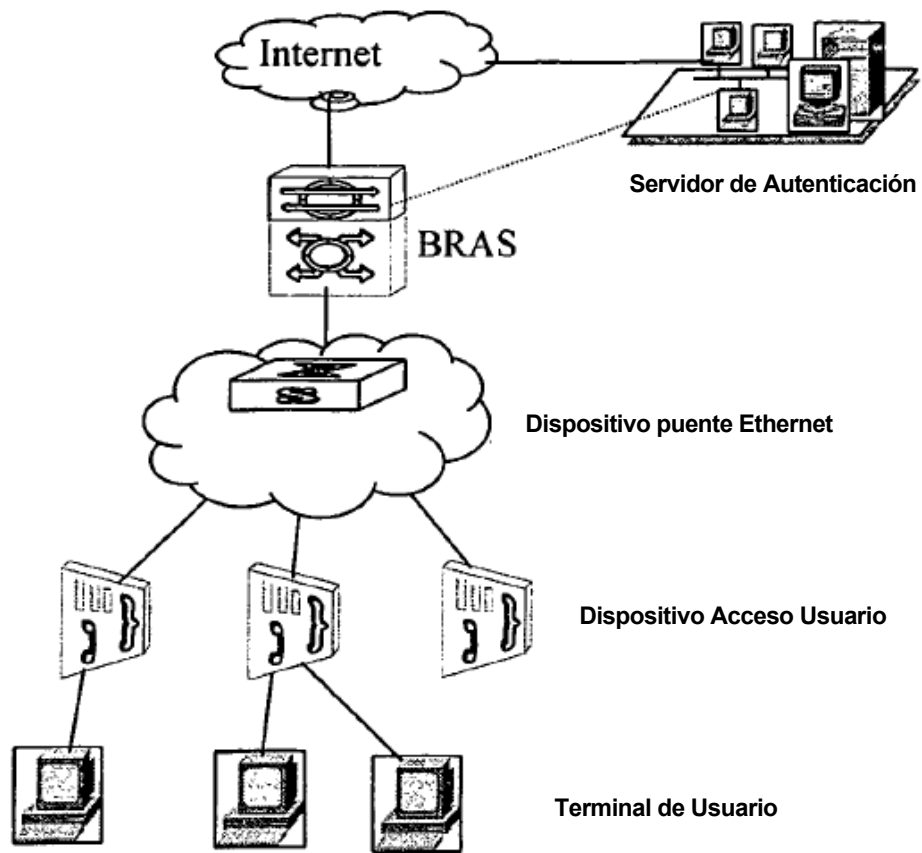 Internet
Servidor de Autenticación
BRAS
Dispositivo puente Ethernet
Dispositivo Acceso Usuario
Terminal de Usuario